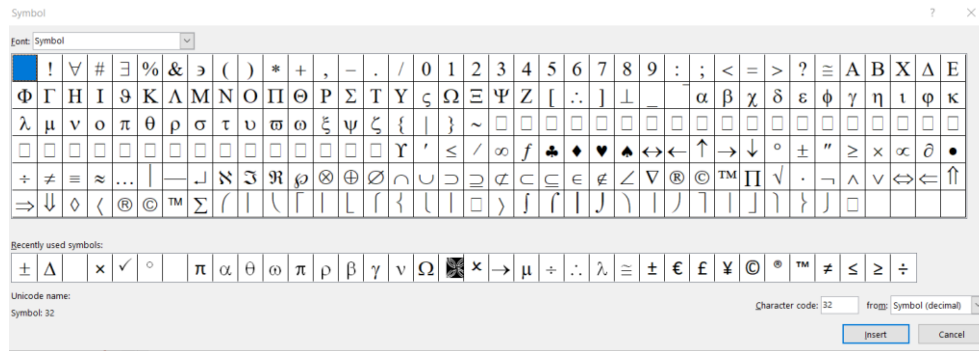 Symbol ? ×
Font: Symbol
! ∀ # ∃ % & ∍ ( ) ∗ + , − . / 0 1 2 3 4 5 6 7 8 9 : ; < = > ? ≅ Α Β Χ Δ Ε
Φ Γ Η Ι ϑ Κ Λ Μ Ν Ο Π Θ Ρ Σ Τ Υ ς Ω Ξ Ψ Ζ [ ∴ ] ⊥ _ ‾ α β χ δ ε ϕ γ η ι φ κ
λ μ ν ο π θ ρ σ τ υ ϖ ω ξ ψ ζ { | } ~ □ □ □ □ □ □ □ □ □ □ □ □ □ □ □ □ □ □
□ □ □ □ □ □ □ □ □ □ □ □ □ □ □ ϒ ′ ≤ ⁄ ∞ ƒ ♣ ♦ ♥ ♠ ↔ ← ↑ → ↓ ° ± ″ ≥ × ∝ ∂ •
÷ ≠ ≡ ≈ … | — ↵ ℵ ℑ ℜ ℘ ⊗ ⊕ ∅ ∩ ∪ ⊃ ⊇ ⊄ ⊂ ⊆ ∈ ∉ ∠ ∇ ® © ™ ∏ √ ⋅ ¬ ∧ ∨ ⇔ ⇐ ⇑
⇒ ⇓ ◊ 〈 ® © ™ ∑ ⎛ ⎜ ⎝ ⎡ ⎢ ⎣ ⎧ ⎨ ⎩ ⎪ □ 〉 ∫ ⌠ ⎮ ⌡ ⎞ ⎟ ⎠ ⎤ ⎥ ⎦ ⎫ ⎬ ⎭ □
Recently used symbols:
± Δ × ✓ ° π α θ ω π ρ β γ ν Ω ✠ × → μ ÷ ∴ λ ≅ ± € £ ¥ © ® ™ ≠ ≤ ≥ ÷
Unicode name:
Symbol: 32
Character code: 32 from: Symbol (decimal)
Insert Cancel